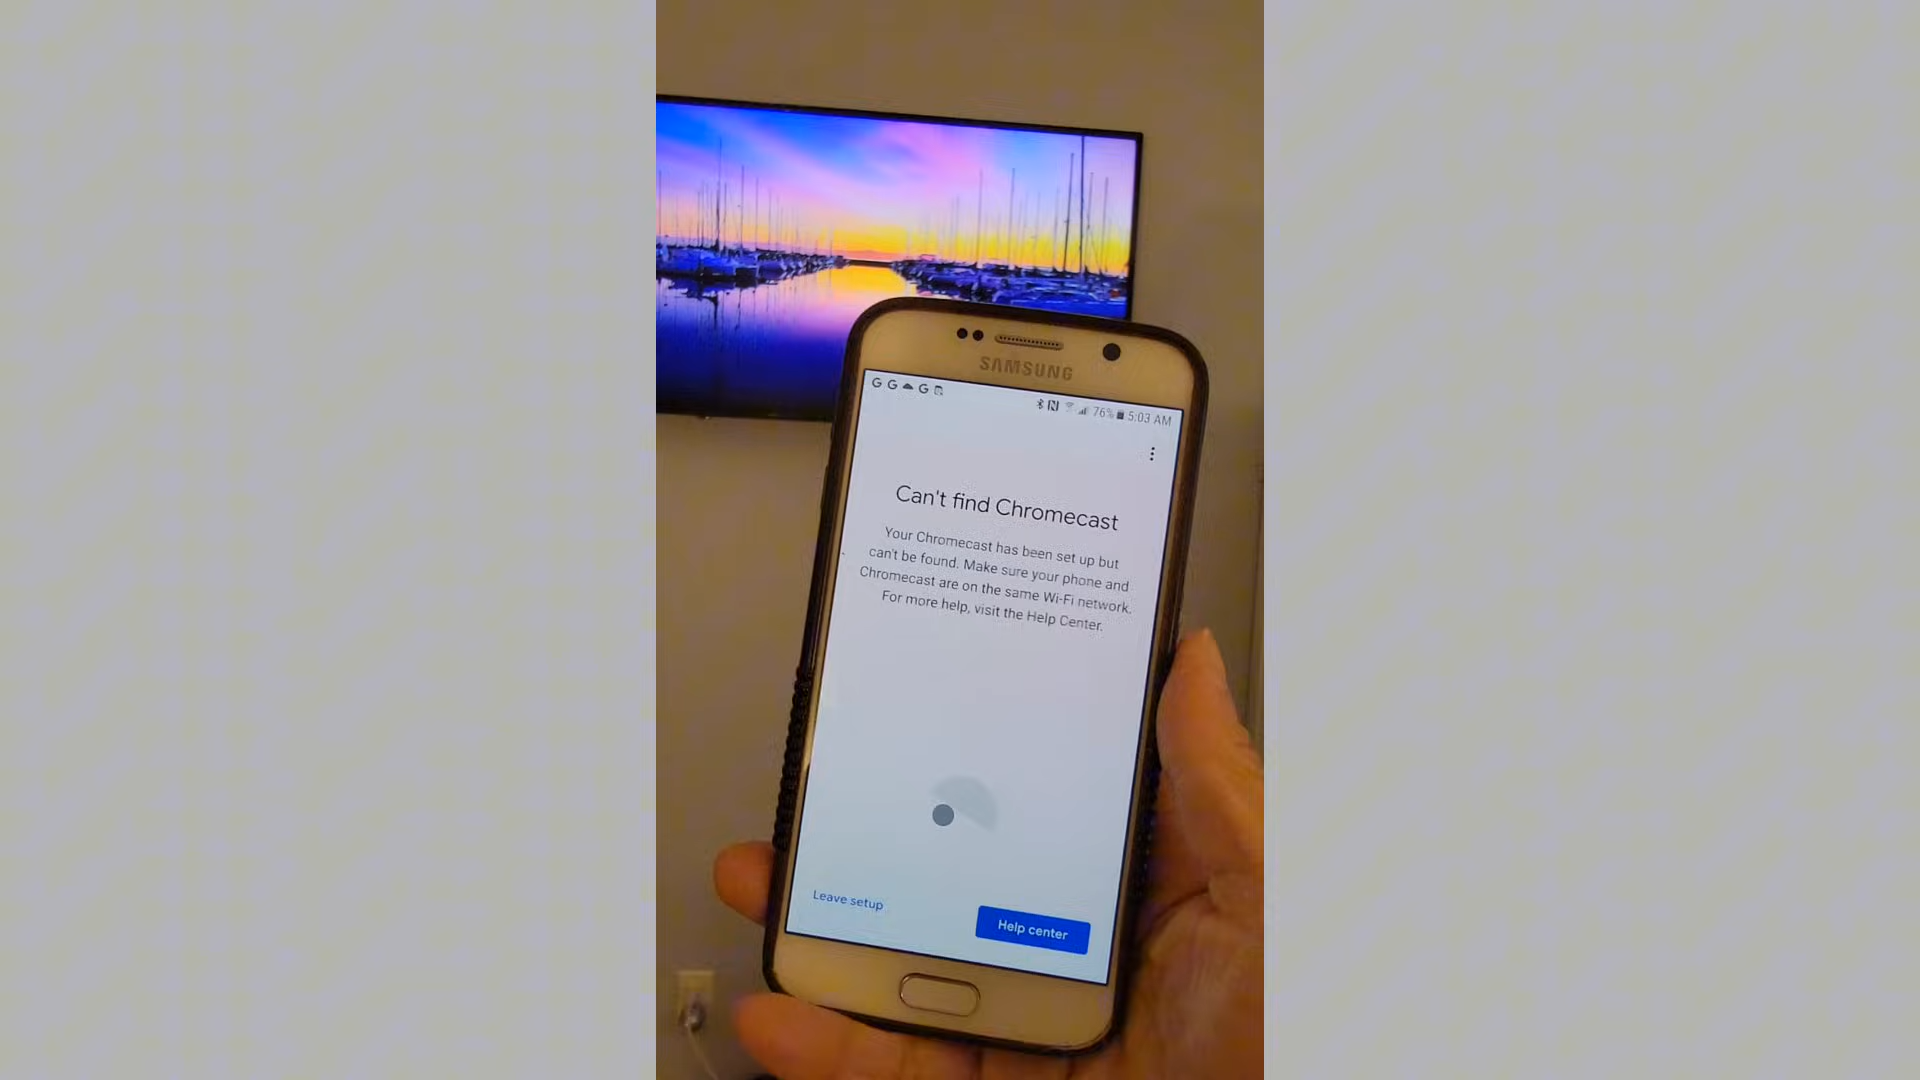 SAMSUNG
G G G 76% 5:03 AM
Can't find Chromecast
Your Chromecast has been set up but
can't be found. Make sure your phone and
Chromecast are on the same Wi-Fi network.
For more help, visit the Help Center.
Leave setup
Help center